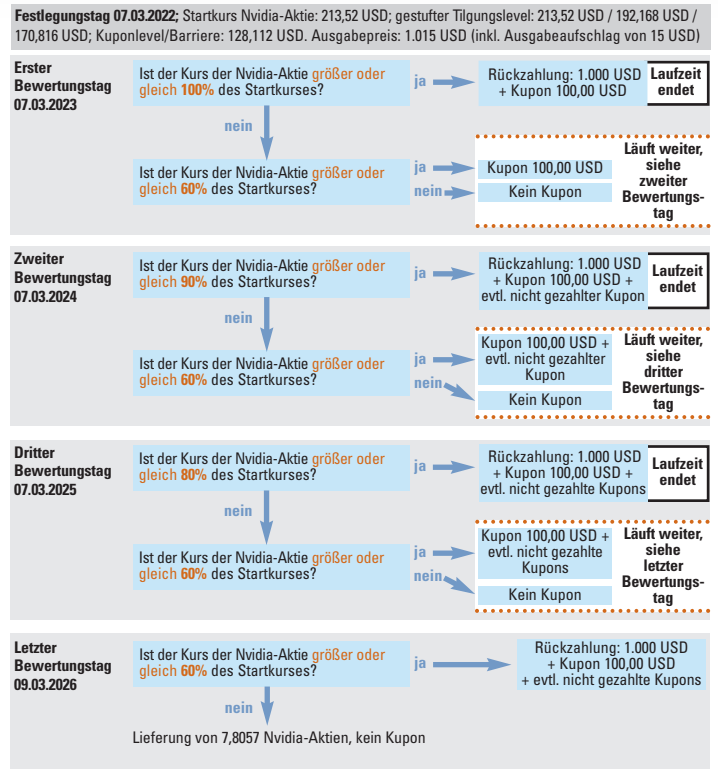 Festlegungstag 07.03.2022; Startkurs Nvidia-Aktie: 213,52 USD; gestufter Tilgungslevel: 213,52 USD / 192,168 USD /
170,816 USD; Kuponlevel/Barriere: 128,112 USD. Ausgabepreis: 1.015 USD (inkl. Ausgabeaufschlag von 15 USD)
Erster
Bewertungstag
07.03.2023
Ist der Kurs der Nvidia-Aktie größer oder
gleich 100% des Startkurses?
ja
Rückzahlung: 1.000 USD
+ Kupon 100,00 USD
Laufzeit
endet
nein
Ist der Kurs der Nvidia-Aktie größer oder
gleich 60% des Startkurses?
ja
nein
Kupon 100,00 USD
Kein Kupon
Läuft weiter,
siehe
zweiter
Bewertungs-
tag
Zweiter
Bewertungstag
07.03.2024
Ist der Kurs der Nvidia-Aktie größer oder
gleich 90% des Startkurses?
ja
Rückzahlung: 1.000 USD
+ Kupon 100,00 USD +
evtl. nicht gezahlter Kupon
Laufzeit
endet
nein
Ist der Kurs der Nvidia-Aktie größer oder
gleich 60% des Startkurses?
ja
nein
Kupon 100,00 USD +
evtl. nicht gezahlter
Kupon
Kein Kupon
Läuft weiter,
siehe
dritter
Bewertungs-
tag
Dritter
Bewertungstag
07.03.2025
Ist der Kurs der Nvidia-Aktie größer oder
gleich 80% des Startkurses?
ja
Rückzahlung: 1.000 USD
+ Kupon 100,00 USD +
evtl. nicht gezahlte Kupons
Laufzeit
endet
nein
Ist der Kurs der Nvidia-Aktie größer oder
gleich 60% des Startkurses?
ja
nein
Kupon 100,00 USD +
evtl. nicht gezahlte
Kupons
Kein Kupon
Läuft weiter,
siehe
letzter
Bewertungs-
tag
Letzter
Bewertungstag
09.03.2026
Ist der Kurs der Nvidia-Aktie größer oder
gleich 60% des Startkurses?
ja
Rückzahlung: 1.000 USD
+ Kupon 100,00 USD
+ evtl. nicht gezahlte Kupons
nein
Lieferung von 7,8057 Nvidia-Aktien, kein Kupon